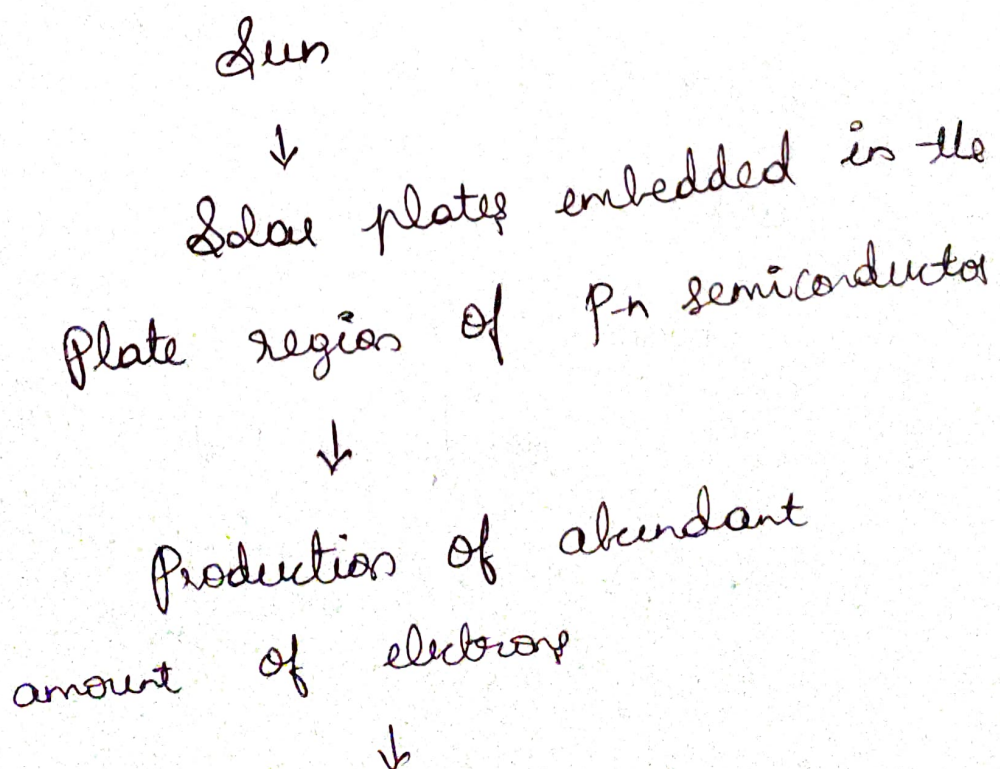 Sun
↓
Solar plates embedded in the
Plate region of P-n semiconductor
↓
Production of abundant
amount of electrons
↓